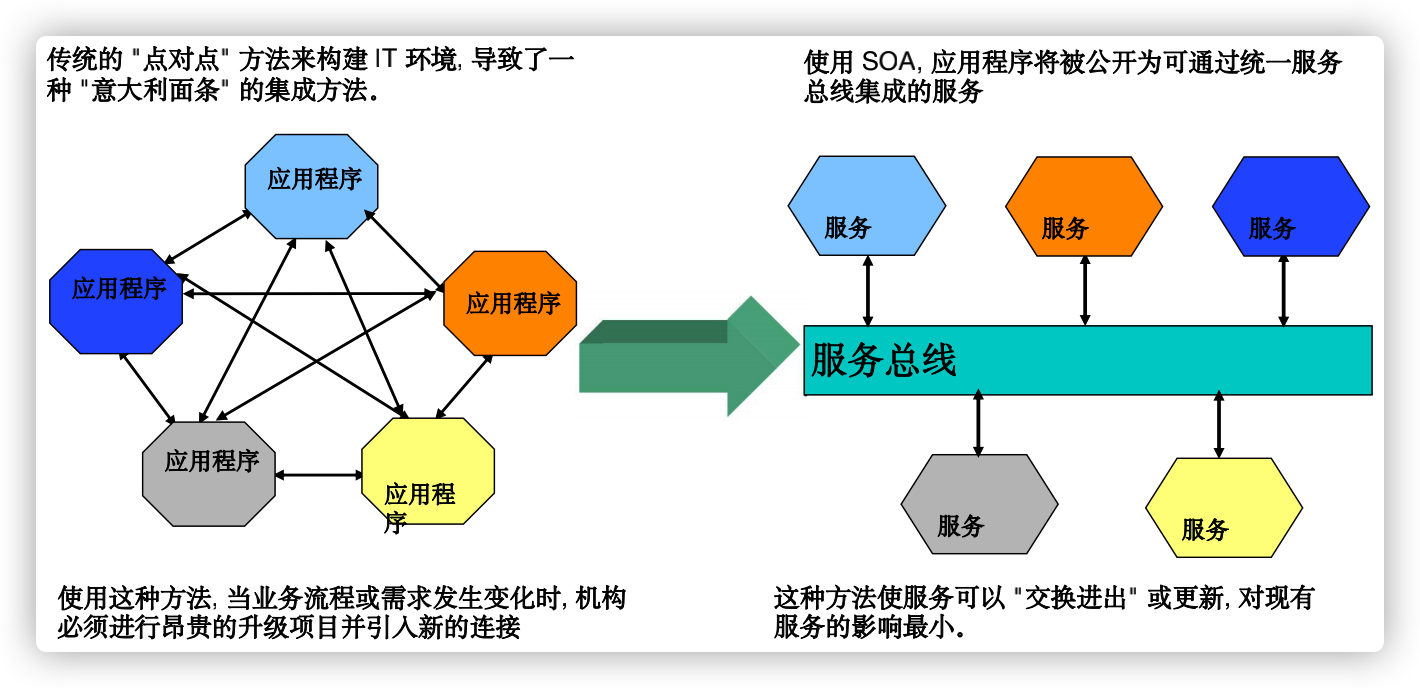 传统的 "点对点" 方法来构建 IT 环境, 导致了一
种 "意大利面条" 的集成方法。
应用程序
应用程序
应用程序
应用程序
应用程序
使用这种方法, 当业务流程或需求发生变化时, 机构
必须进行昂贵的升级项目并引入新的连接
使用 SOA, 应用程序将被公开为可通过统一服务
总线集成的服务
服务
服务
服务
服务总线
服务
服务
这种方法使服务可以 "交换进出" 或更新, 对现有
服务的影响最小。